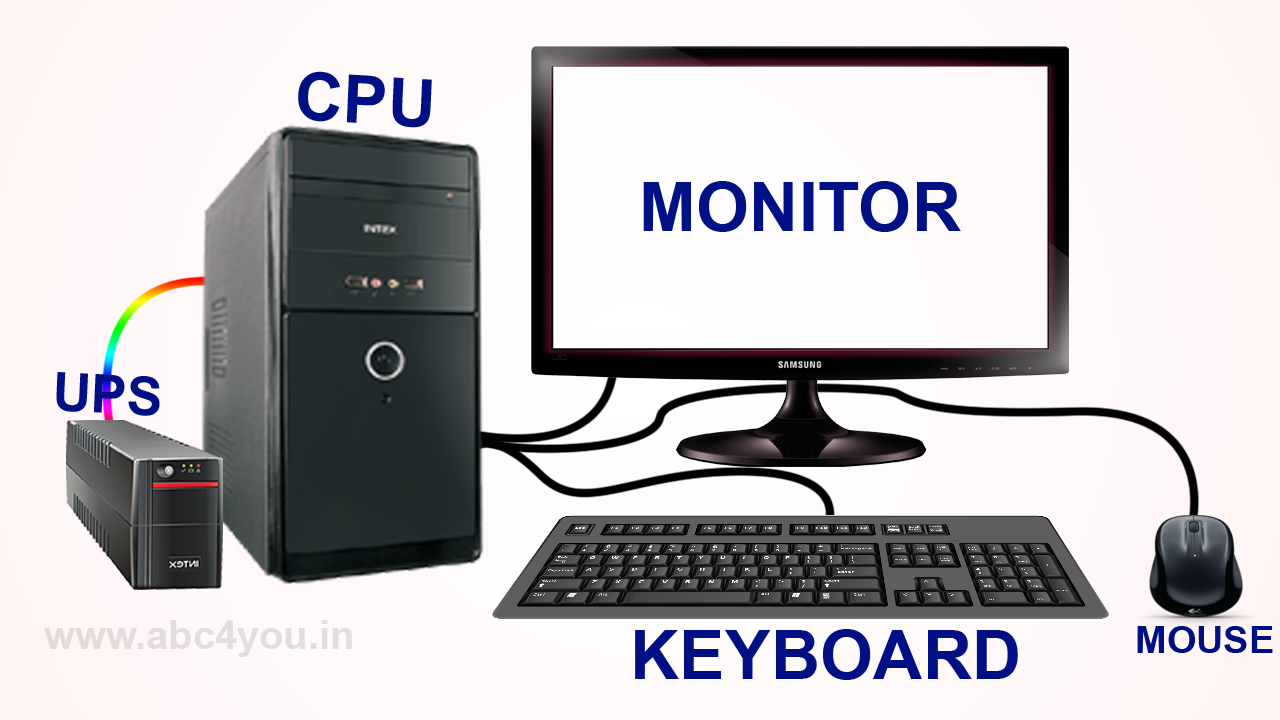 CPU
MONITOR
INTEX
SAMSUNG
UPS
INTEX
www.abc4you.in
KEYBOARD
MOUSE